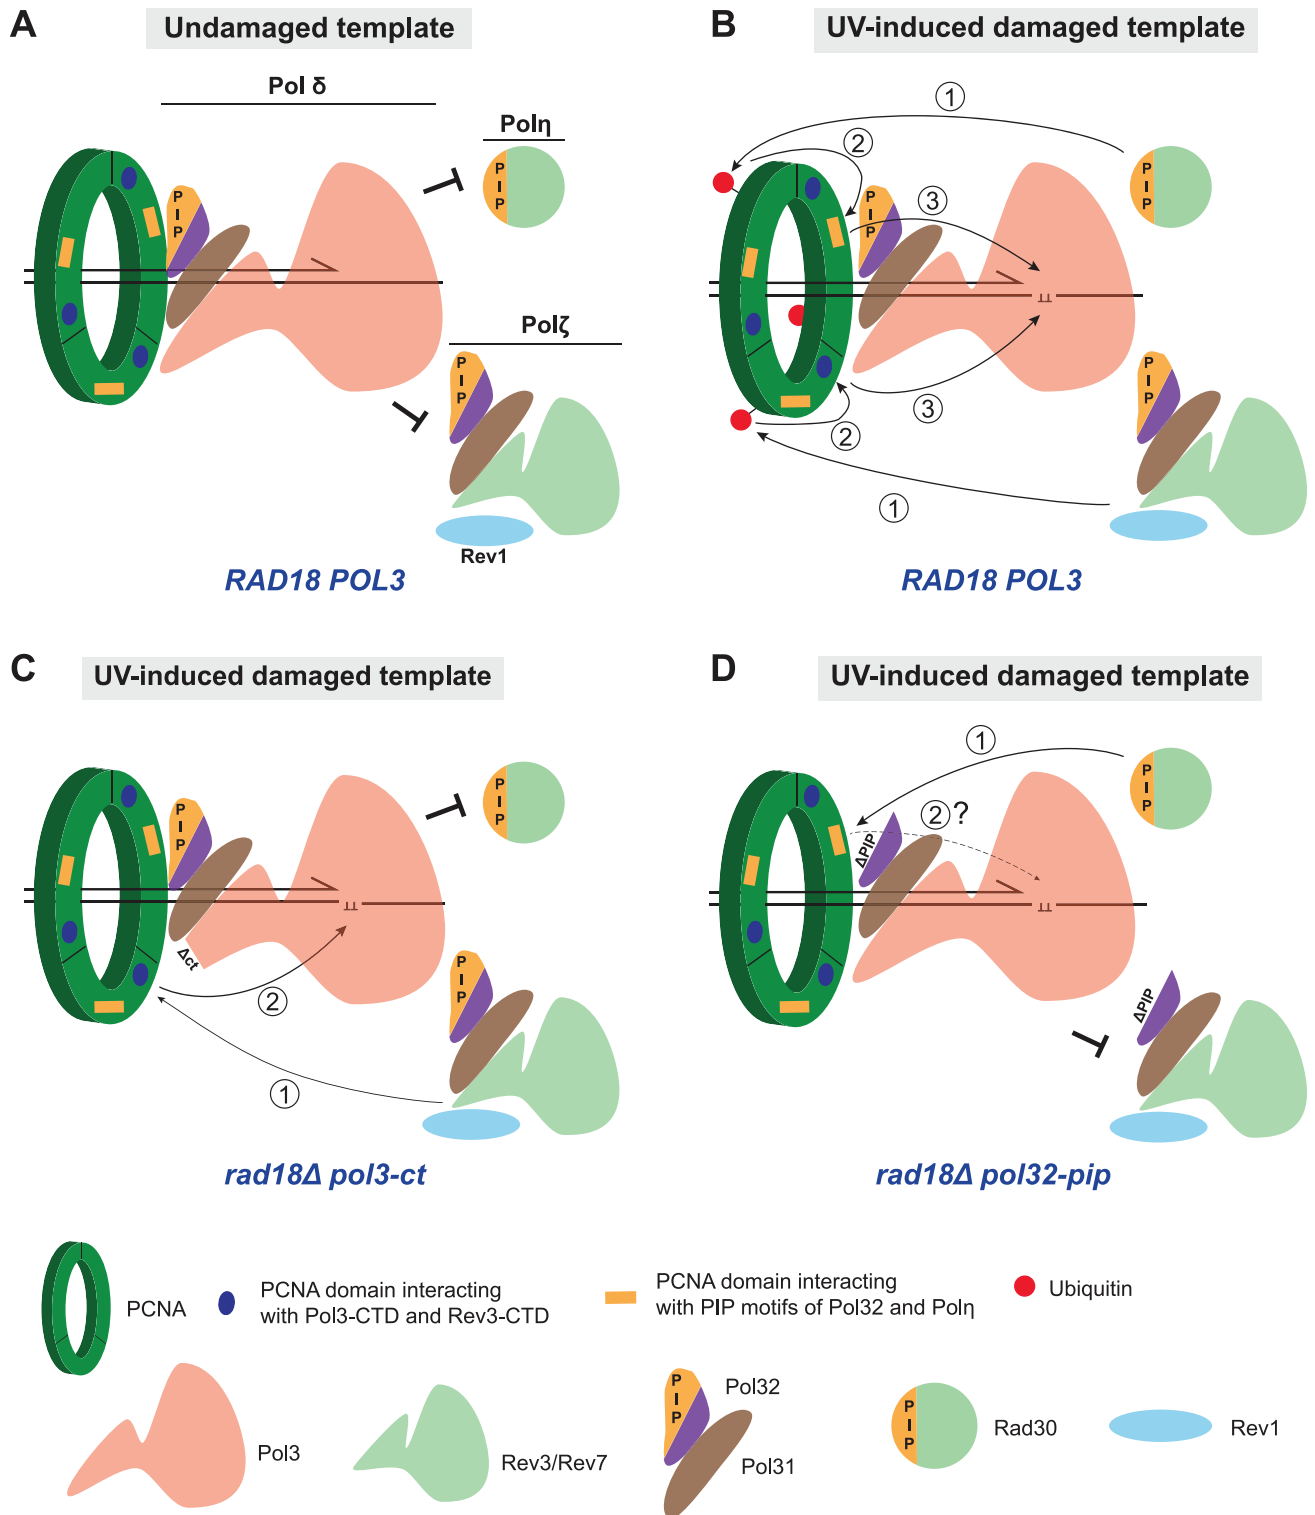 A
Undamaged template
Pol δ
Polη
P
I
P
P
I
P
Polζ
P
I
P
Rev1
RAD18 POL3
B
UV-induced damaged template
1
2
3
P
I
P
P
I
P
3
2
1
P
I
P
RAD18 POL3
C
UV-induced damaged template
P
I
P
P
I
P
Δct
2
1
P
I
P
rad18Δ pol3-ct
D
UV-induced damaged template
1
2?
P
I
P
ΔPIP
ΔPIP
rad18Δ pol32-pip
PCNA
PCNA domain interacting
with Pol3-CTD and Rev3-CTD
PCNA domain interacting
with PIP motifs of Pol32 and Polη
Ubiquitin
Pol3
Rev3/Rev7
P
I
P
Pol32
Pol31
P
I
P
Rad30
Rev1